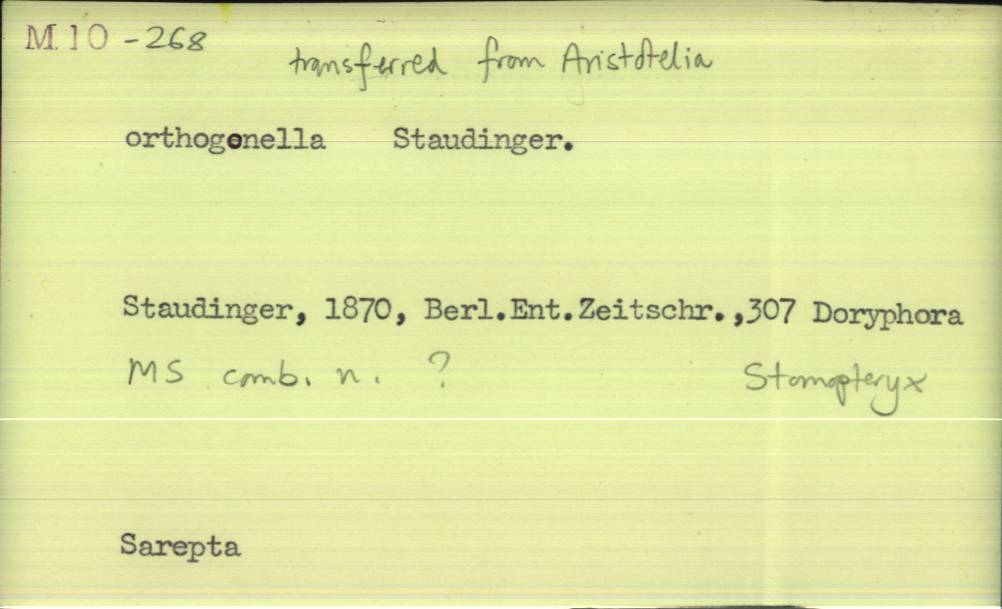 M.10 -268
transferred from Aristotelia
orthogonella Staudinger.
Staudinger, 1870, Berl.Ent.Zeitschr.,307 Doryphora
MS comb. n. ? Stomopteryx
Sarepta